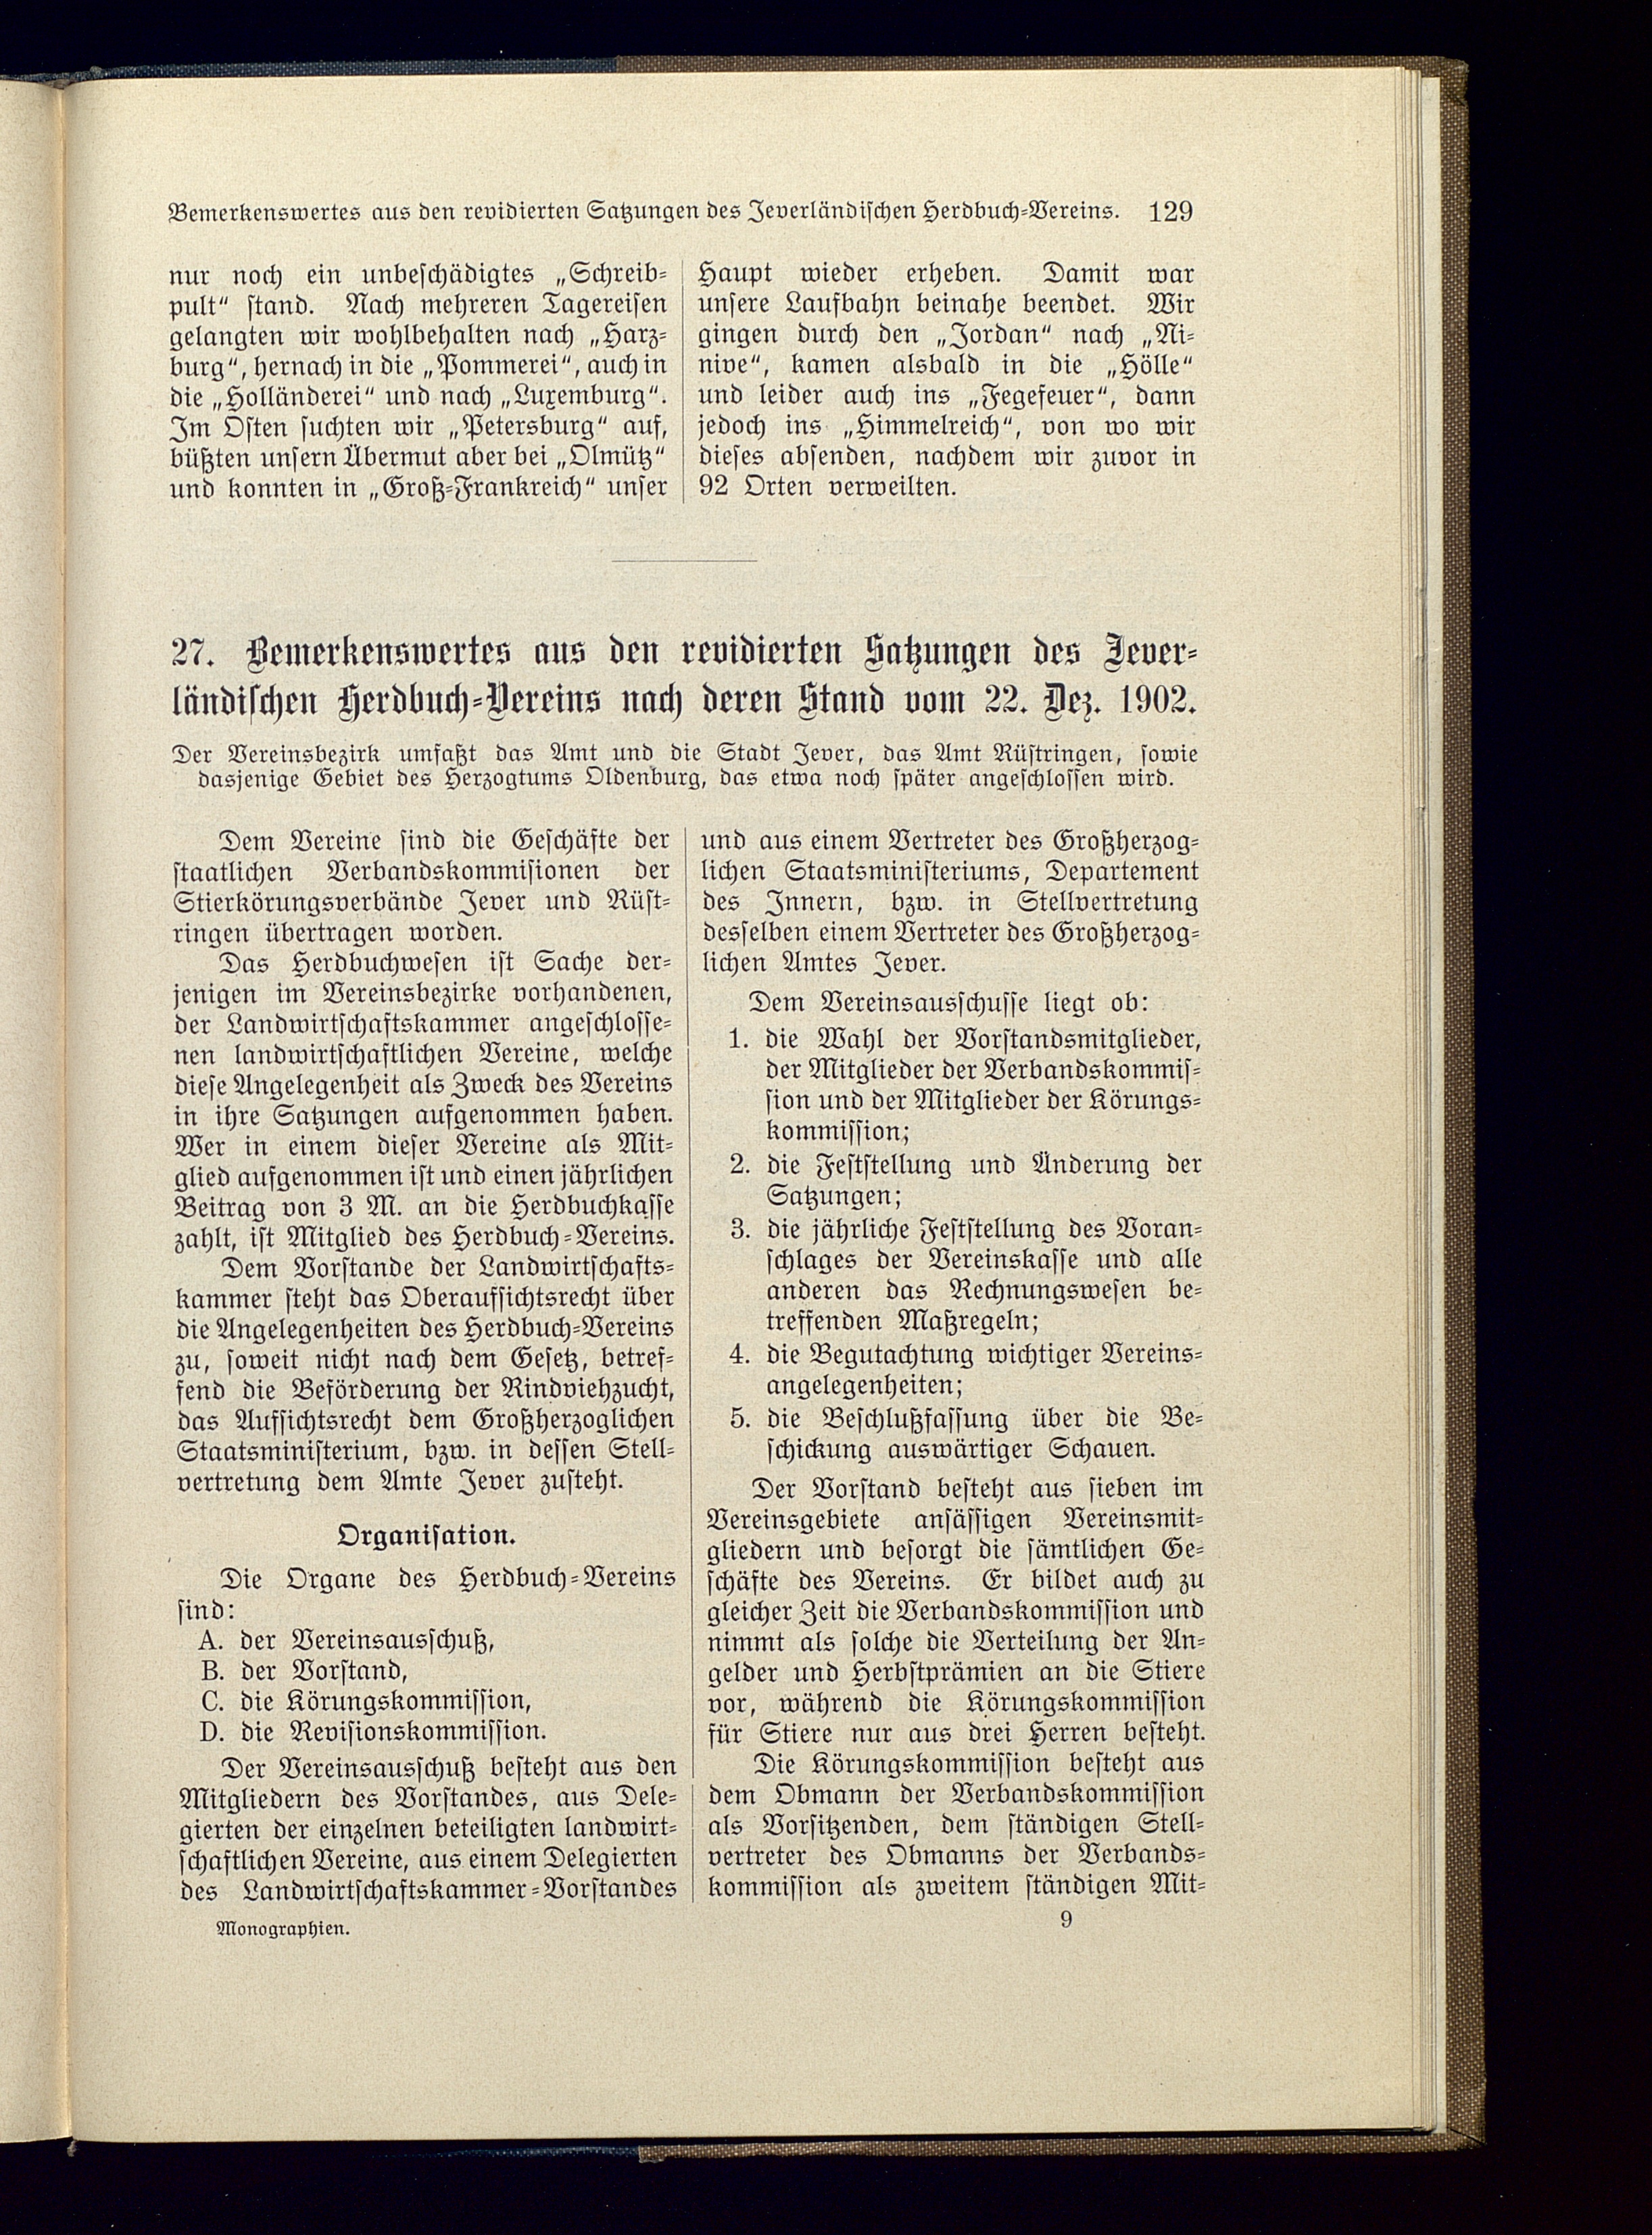 Bemerkenswertes aus den revidierten Satzungen des Jeverländischen Herdbuch-Vereins. 129
nur noch ein unbeschädigtes „Schreib-
pult“ stand. Nach mehreren Tagereisen
gelangten wir wohlbehalten nach „Harz-
burg“, hernach in die „Pommerei“, auch in
die „Holländerei“ und nach „Luxemburg“.
Im Osten suchten wir „Petersburg“ auf,
büßten unsern Übermut aber bei „Olmütz“
und konnten in „Groß-Frankreich“ unser
Haupt wieder erheben. Damit war
unsere Laufbahn beinahe beendet. Wir
gingen durch den „Jordan“ nach „Ni-
nive“, kamen alsbald in die „Hölle“
und leider auch ins „Fegefeuer“, dann
jedoch ins „Himmelreich“, von wo wir
dieses absenden, nachdem wir zuvor in
92 Orten verweilten.
27. Bemerkenswertes aus den revidierten Satzungen des Jever-
ländischen Herdbuch-Vereins nach deren Stand vom 22. Dez. 1902.
Der Vereinsbezirk umfaßt das Amt und die Stadt Jever, das Amt Rüstringen, sowie
dasjenige Gebiet des Herzogtums Oldenburg, das etwa noch später angeschlossen wird.
Dem Vereine sind die Geschäfte der
staatlichen Verbandskommisionen der
Stierkörungsverbände Jever und Rüst-
ringen übertragen worden.
Das Herdbuchwesen ist Sache der-
jenigen im Vereinsbezirke vorhandenen,
der Landwirtschaftskammer angeschlosse-
nen landwirtschaftlichen Vereine, welche
diese Angelegenheit als Zweck des Vereins
in ihre Satzungen aufgenommen haben.
Wer in einem dieser Vereine als Mit-
glied aufgenommen ist und einen jährlichen
Beitrag von 3 M. an die Herdbuchkasse
zahlt, ist Mitglied des Herdbuch-Vereins.
Dem Vorstande der Landwirtschafts-
kammer steht das Oberaufsichtsrecht über
die Angelegenheiten des Herdbuch-Vereins
zu, soweit nicht nach dem Gesetz, betref-
fend die Beförderung der Rindviehzucht,
das Aufsichtsrecht dem Großherzoglichen
Staatsministerium, bzw. in dessen Stell-
vertretung dem Amte Jever zusteht.
Organisation.
Die Organe des Herdbuch-Vereins
sind:
A. der Vereinsausschuß,
B. der Vorstand,
C. die Körungskommission,
D. die Revisionskommission.
Der Vereinsausschuß besteht aus den
Mitgliedern des Vorstandes, aus Dele-
gierten der einzelnen beteiligten landwirt-
schaftlichen Vereine, aus einem Delegierten
des Landwirtschaftskammer-Vorstandes
und aus einem Vertreter des Großherzog-
lichen Staatsministeriums, Departement
des Innern, bzw. in Stellvertretung
desselben einem Vertreter des Großherzog-
lichen Amtes Jever.
Dem Vereinsausschusse liegt ob:
1. die Wahl der Vorstandsmitglieder,
der Mitglieder der Verbandskommis-
sion und der Mitglieder der Körungs-
kommission;
2. die Feststellung und Änderung der
Satzungen;
3. die jährliche Feststellung des Voran-
schlages der Vereinskasse und alle
anderen das Rechnungswesen be-
treffenden Maßregeln;
4. die Begutachtung wichtiger Vereins-
angelegenheiten;
5. die Beschlußfassung über die Be-
schickung auswärtiger Schauen.
Der Vorstand besteht aus sieben im
Vereinsgebiete ansässigen Vereinsmit-
gliedern und besorgt die sämtlichen Ge-
schäfte des Vereins. Er bildet auch zu
gleicher Zeit die Verbandskommission und
nimmt als solche die Verteilung der An-
gelder und Herbstprämien an die Stiere
vor, während die Körungskommission
für Stiere nur aus drei Herren besteht.
Die Körungskommission besteht aus
dem Obmann der Verbandskommission
als Vorsitzenden, dem ständigen Stell-
vertreter des Obmanns der Verbands-
kommission als zweitem ständigen Mit-
Monographien. 9